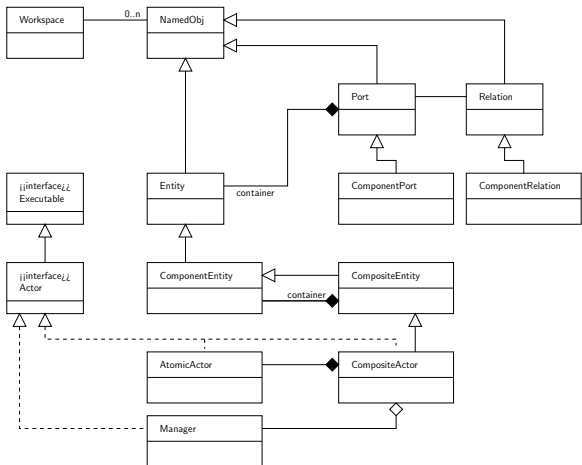 Workspace
0..n
NamedObj
Port
Relation
¡¡interface¿¿
Executable
Entity
container
ComponentPort
ComponentRelation
¡¡interface¿¿
Actor
ComponentEntity
container
CompositeEntity
AtomicActor
CompositeActor
Manager